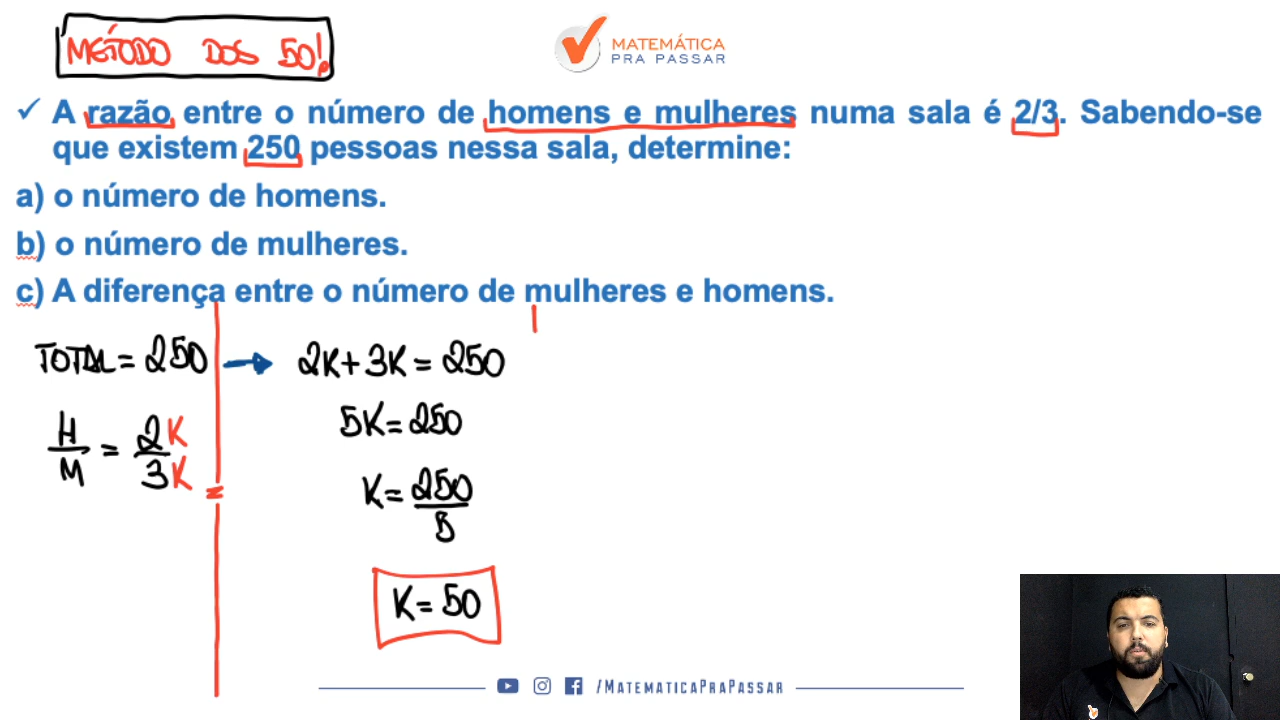 MÉTODO DOS 50!
MATEMÁTICA
PRA PASSAR
✓ A razão entre o número de homens e mulheres numa sala é 2/3. Sabendo-se
que existem 250 pessoas nessa sala, determine:
a) o número de homens.
b) o número de mulheres.
c) A diferença entre o número de mulheres e homens.
TOTAL = 250 → 2K + 3K = 250
H/M = 2K/3K
5K = 250
K = 250/5
K = 50
/MATEMATICAPRAPASSAR